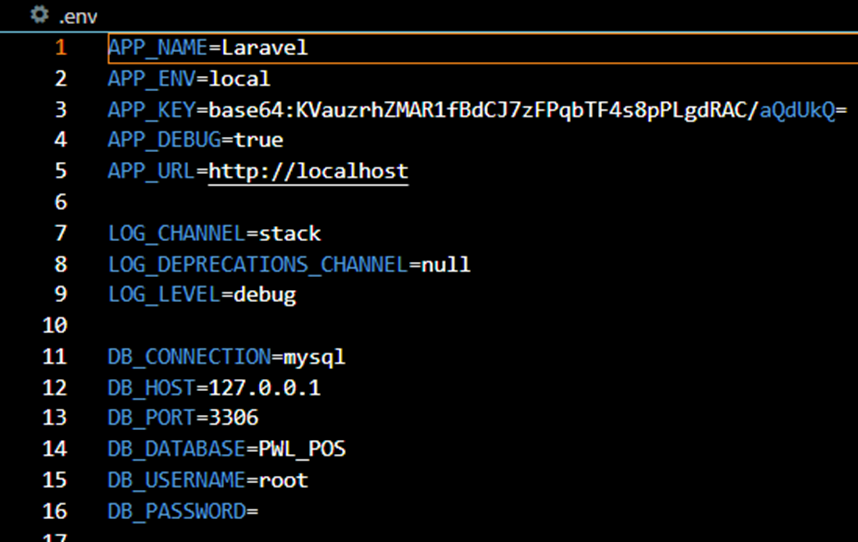 .env
1 APP_NAME=Laravel
2 APP_ENV=local
3 APP_KEY=base64:KVauzrhZMAR1fBdCJ7zFPqbTF4s8pPLgdRAC/aQdUkQ=
4 APP_DEBUG=true
5 APP_URL=http://localhost
6
7 LOG_CHANNEL=stack
8 LOG_DEPRECATIONS_CHANNEL=null
9 LOG_LEVEL=debug
10
11 DB_CONNECTION=mysql
12 DB_HOST=127.0.0.1
13 DB_PORT=3306
14 DB_DATABASE=PWL_POS
15 DB_USERNAME=root
16 DB_PASSWORD=
17